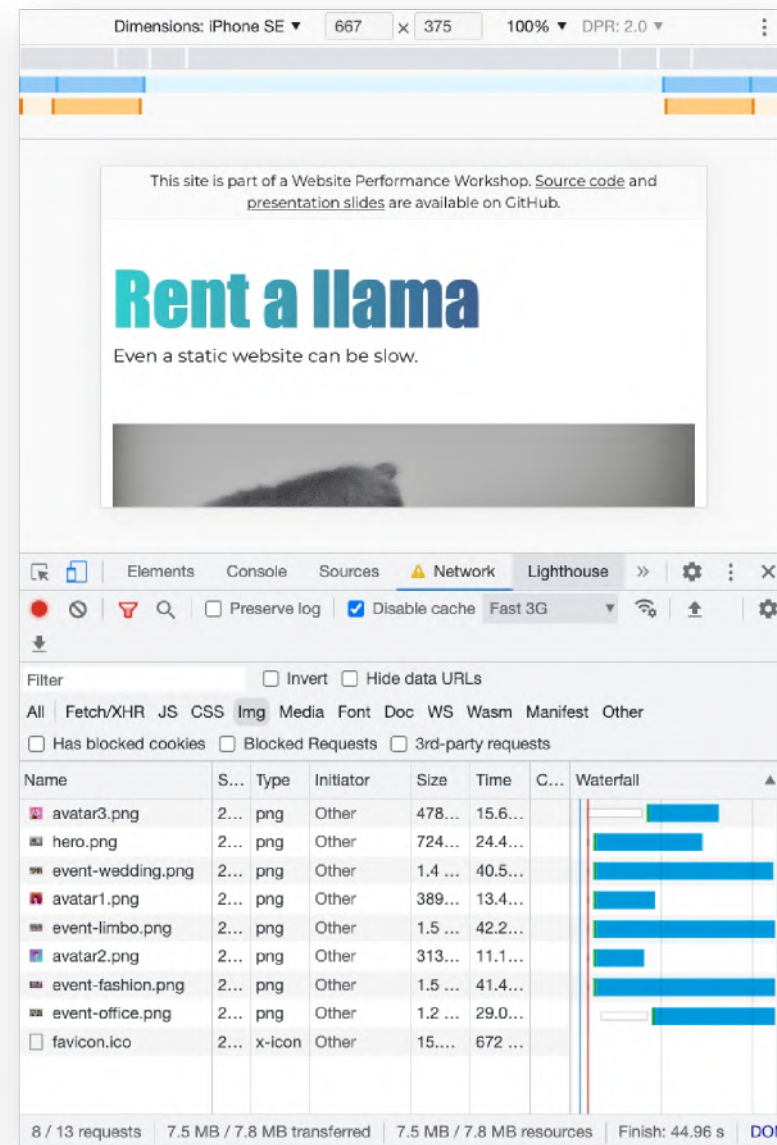 Dimensions: iPhone SE ▼ 667 × 375 100% ▼ DPR: 2.0 ▼
This site is part of a Website Performance Workshop. Source code and
presentation slides are available on GitHub.
Rent a llama
Even a static website can be slow.
Elements Console Sources Network Lighthouse »
Preserve log Disable cache Fast 3G ▼
Filter Invert Hide data URLs
All Fetch/XHR JS CSS Img Media Font Doc WS Wasm Manifest Other
Has blocked cookies Blocked Requests 3rd-party requests
Name S... Type Initiator Size Time C... Waterfall ▲
avatar3.png 2... png Other 478... 15.6...
hero.png 2... png Other 724... 24.4...
event-wedding.png 2... png Other 1.4 ... 40.5...
avatar1.png 2... png Other 389... 13.4...
event-limbo.png 2... png Other 1.5 ... 42.2...
avatar2.png 2... png Other 313... 11.1...
event-fashion.png 2... png Other 1.5 ... 41.4...
event-office.png 2... png Other 1.2 ... 29.0...
favicon.ico 2... x-icon Other 15.... 672 ...
8 / 13 requests 7.5 MB / 7.8 MB transferred 7.5 MB / 7.8 MB resources Finish: 44.96 s